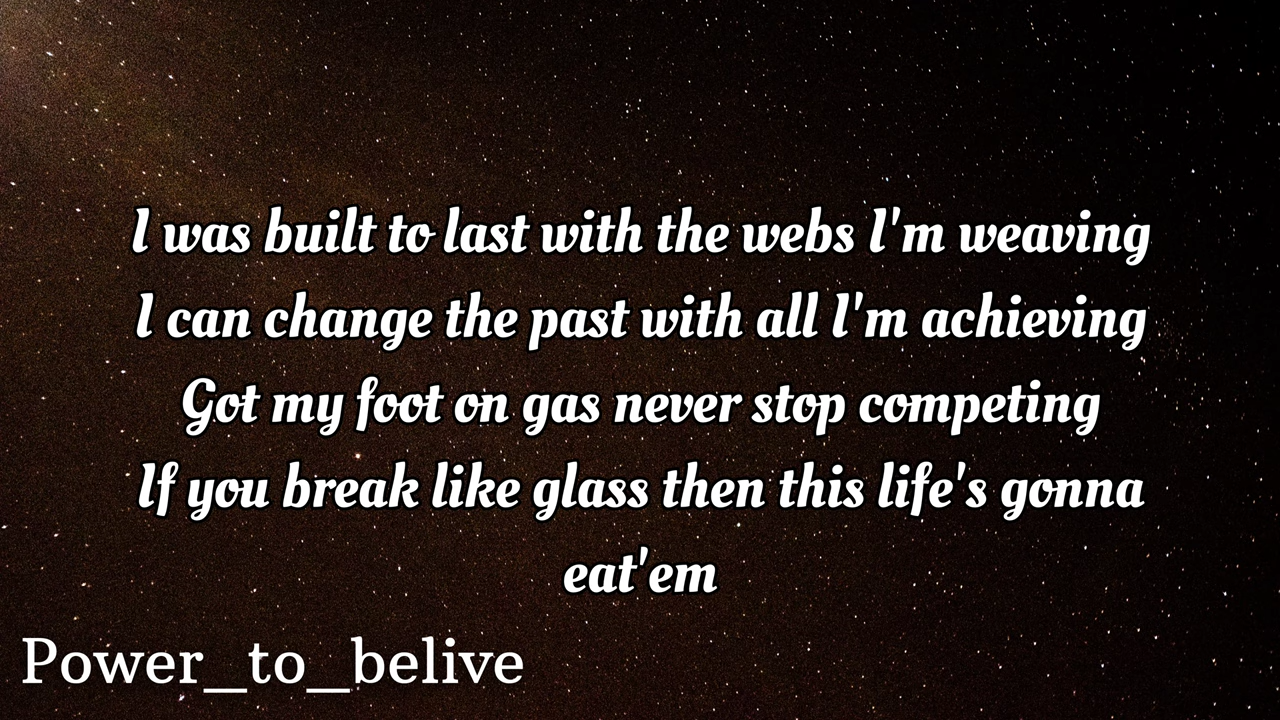 I was built to last with the webs I'm weaving
I can change the past with all I'm achieving
Got my foot on gas never stop competing
If you break like glass then this life's gonna
eat'em
Power_to_belive